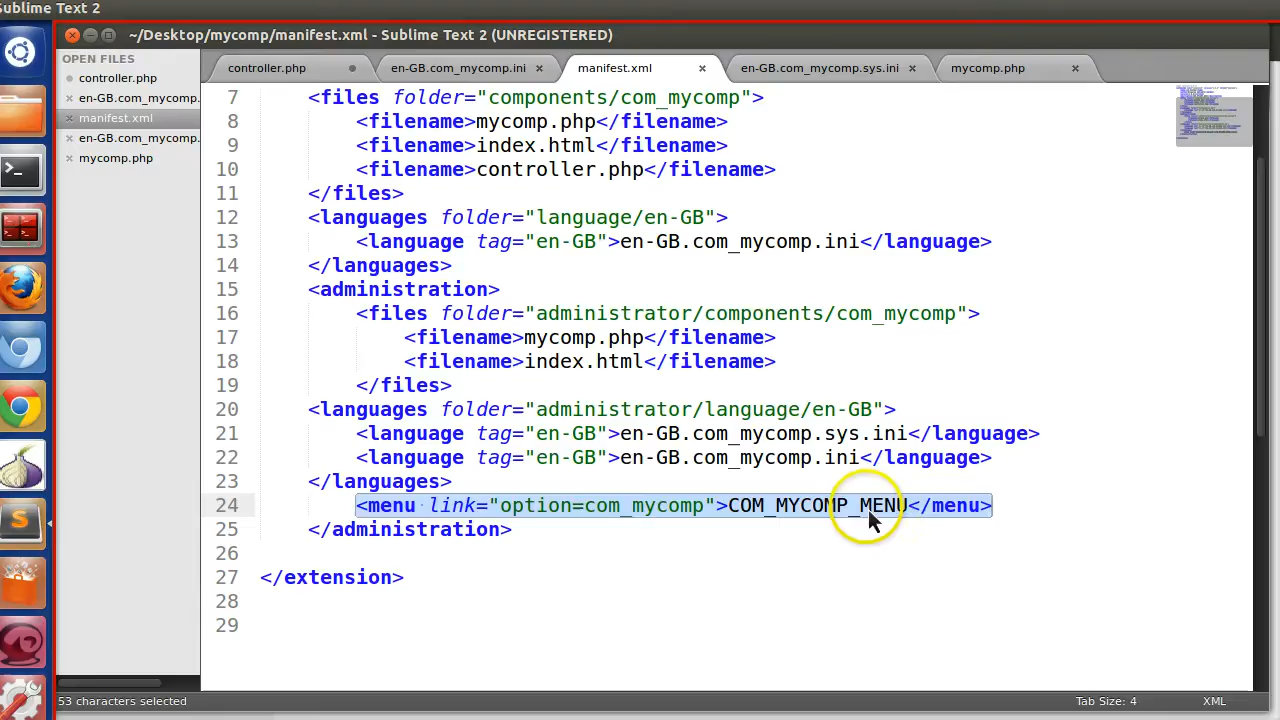 Sublime Text 2
~/Desktop/mycomp/manifest.xml - Sublime Text 2 (UNREGISTERED)
OPEN FILES
controller.php
en-GB.com_mycomp.
manifest.xml
en-GB.com_mycomp.
mycomp.php
controller.php
en-GB.com_mycomp.ini
manifest.xml
en-GB.com_mycomp.sys.ini
mycomp.php
7 <files folder="components/com_mycomp">
8 <filename>mycomp.php</filename>
9 <filename>index.html</filename>
10 <filename>controller.php</filename>
11 </files>
12 <languages folder="language/en-GB">
13 <language tag="en-GB">en-GB.com_mycomp.ini</language>
14 </languages>
15 <administration>
16 <files folder="administrator/components/com_mycomp">
17 <filename>mycomp.php</filename>
18 <filename>index.html</filename>
19 </files>
20 <languages folder="administrator/language/en-GB">
21 <language tag="en-GB">en-GB.com_mycomp.sys.ini</language>
22 <language tag="en-GB">en-GB.com_mycomp.ini</language>
23 </languages>
24 <menu link="option=com_mycomp">COM_MYCOMP_MENU</menu>
25 </administration>
26
27 </extension>
28
29
53 characters selected
Tab Size: 4
XML